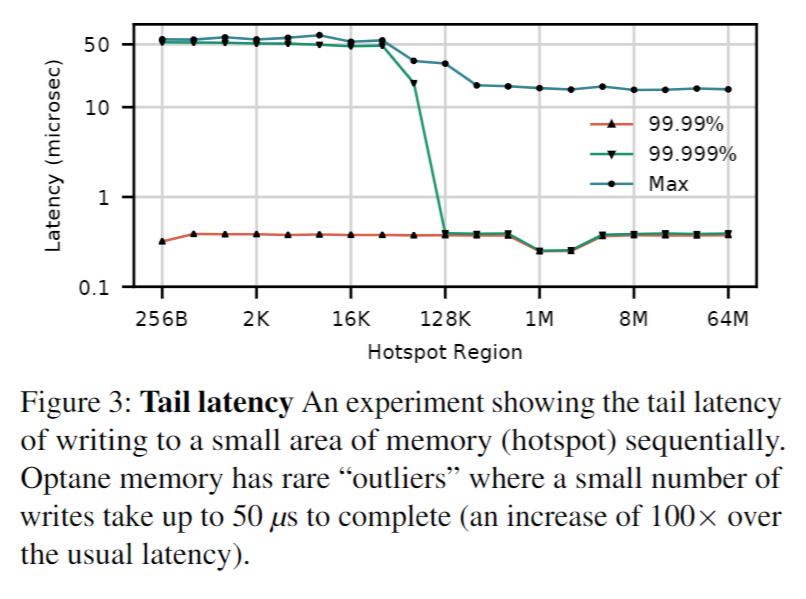 50
10
1
0.1
Latency (microsec)
99.99%
99.999%
Max
256B 2K 16K 128K 1M 8M 64M
Hotspot Region
Figure 3: Tail latency An experiment showing the tail latency
of writing to a small area of memory (hotspot) sequentially.
Optane memory has rare “outliers” where a small number of
writes take up to 50 μs to complete (an increase of 100× over
the usual latency).